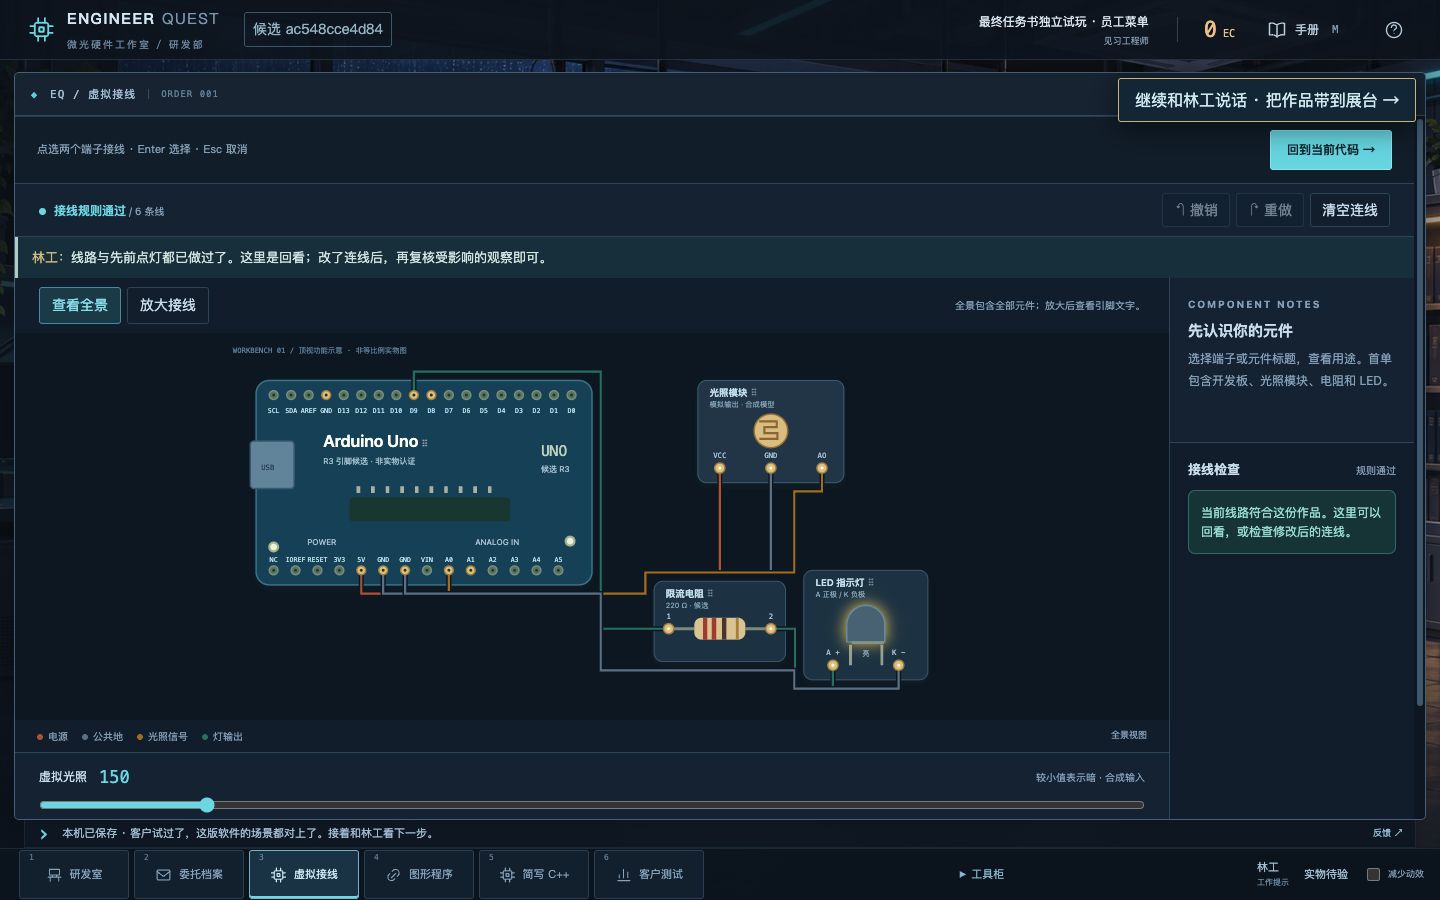 ENGINEER QUEST
微光硬件工作室 / 研发部
候选 ac548cce4d84
最终任务书独立试玩 · 员工菜单
见习工程师
0 EC
手册 M
EQ / 虚拟接线
ORDER 001
继续和林工说话 · 把作品带到展台 →
点选两个端子接线 · Enter 选择 · Esc 取消
回到当前代码 →
接线规则通过 / 6 条线
撤销
重做
清空连线
林工：线路与先前点灯都已做过了。这里是回看；改了连线后，再复核受影响的观察即可。
查看全景
放大接线
全景包含全部元件；放大后查看引脚文字。
WORKBENCH 01 / 顶视功能示意 · 非等比例实物图
SCL SDA AREF GND D13 D12 D11 D10 D9 D8 D7 D6 D5 D4 D3 D2 D1 D0
Arduino Uno
R3 引脚候选 · 非实物认证
UNO
候选 R3
USB
POWER
ANALOG IN
NC IOREF RESET 3V3 5V GND GND VIN A0 A1 A2 A3 A4 A5
光照模块
模拟输出 · 合成模型
VCC GND AO
限流电阻
220 Ω · 候选
1 2
LED 指示灯
A 正极 / K 负极
A + 亮 K −
COMPONENT NOTES
先认识你的元件
选择端子或元件标题，查看用途。首单
包含开发板、光照模块、电阻和 LED。
接线检查
规则通过
当前线路符合这份作品。这里可以
回看，或检查修改后的连线。
电源 公共地 光照信号 灯输出
全景视图
虚拟光照 150
较小值表示暗 · 合成输入
本机已保存 · 客户试过了，这版软件的场景都对上了。接着和林工看下一步。
反馈 ↗
1 研发室
2 委托档案
3 虚拟接线
4 图形程序
5 简写 C++
6 客户测试
▶ 工具柜
林工
工作提示
实物待验
减少动效